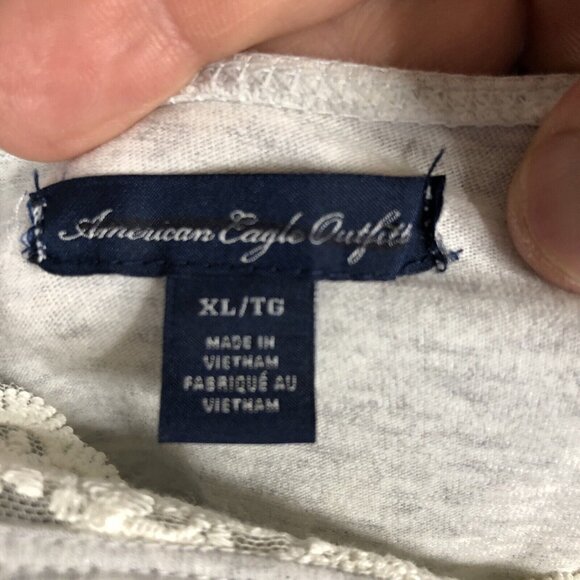 American Eagle Outfitters
XL/TG
MADE IN
VIETNAM
FABRIQUÉ AU
VIETNAM